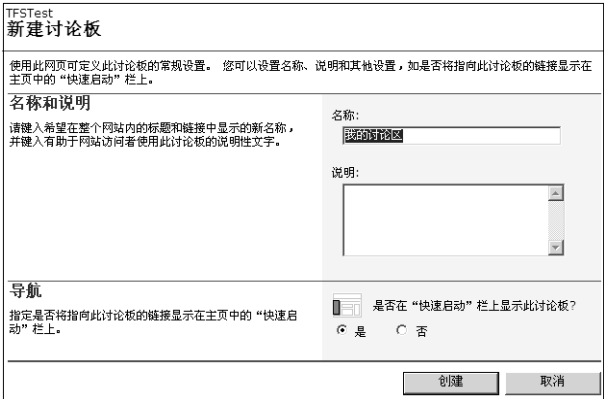 TFSTest
新建讨论板
使用此网页可定义此讨论板的常规设置。 您可以设置名称、说明和其他设置，如是否将指向此讨论板的链接显示在
主页中的“快速启动”栏上。
名称和说明
请键入希望在整个网站内的标题和链接中显示的新名称，
并键入有助于网站访问者使用此讨论板的说明性文字。
名称:
我的讨论区
说明:
导航
指定是否将指向此讨论板的链接显示在主页中的“快速启
动”栏上。
是否在“快速启动”栏上显示此讨论板?
是 否
创建 取消